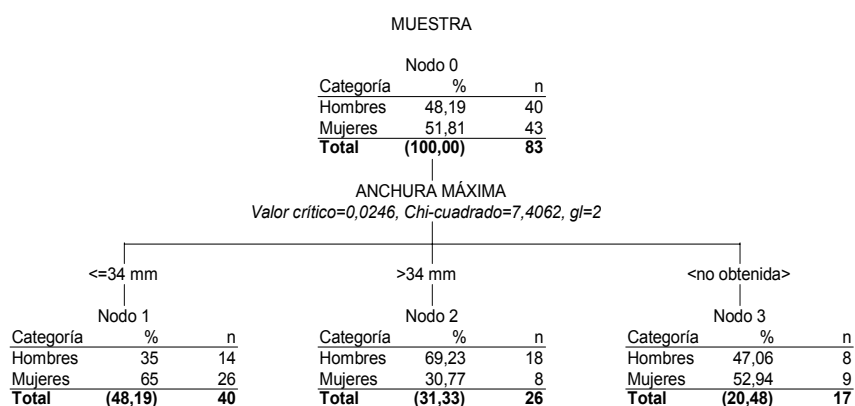 MUESTRA
Nodo 0
Categoría % n
Hombres 48,19 40
Mujeres 51,81 43
Total (100,00) 83
ANCHURA MÁXIMA
Valor crítico=0,0246, Chi-cuadrado=7,4062, gl=2
<=34 mm
>34 mm
<no obtenida>
Nodo 1
Categoría % n
Hombres 35 14
Mujeres 65 26
Total (48,19) 40
Nodo 2
Categoría % n
Hombres 69,23 18
Mujeres 30,77 8
Total (31,33) 26
Nodo 3
Categoría % n
Hombres 47,06 8
Mujeres 52,94 9
Total (20,48) 17